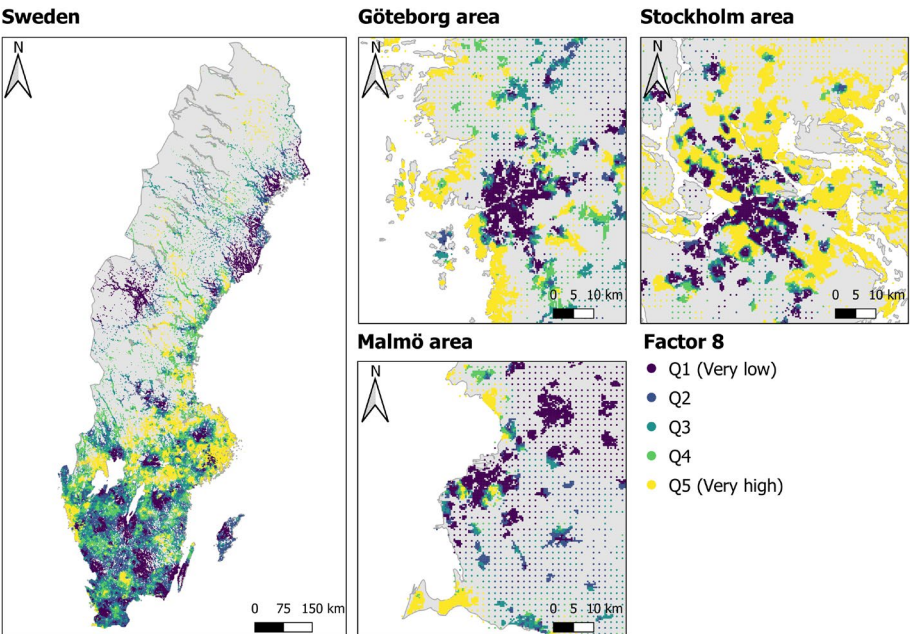 Sweden
N
0 75 150 km
Göteborg area
N
0 5 10 km
Stockholm area
N
0 5 10 km
Malmö area
N
0 5 10 km
Factor 8
Q1 (Very low)
Q2
Q3
Q4
Q5 (Very high)